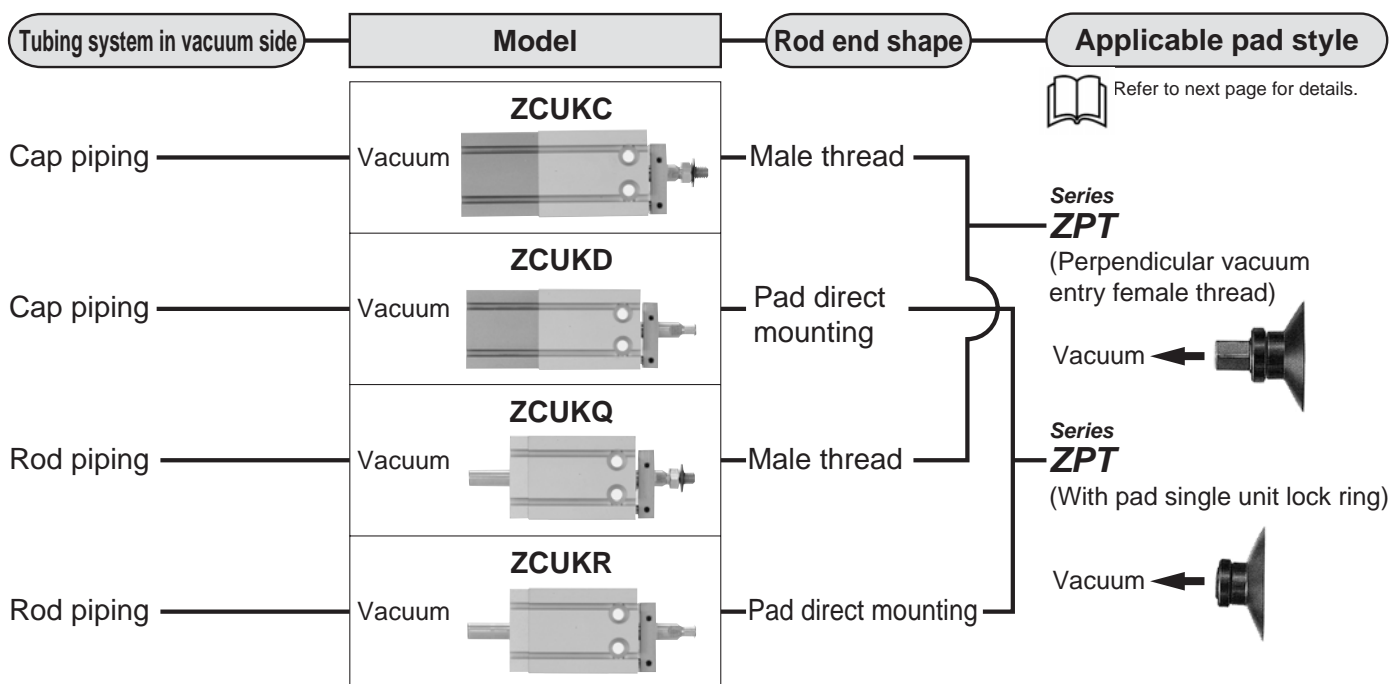 Tubing system in vacuum side
Model
Rod end shape
Applicable pad style
Refer to next page for details.
ZCUKC
Cap piping
Vacuum
Male thread
ZCUKD
Cap piping
Vacuum
Pad direct
mounting
ZCUKQ
Rod piping
Vacuum
Male thread
ZCUKR
Rod piping
Vacuum
Pad direct mounting
Series
ZPT
(Perpendicular vacuum
entry female thread)
Vacuum
Series
ZPT
(With pad single unit lock ring)
Vacuum